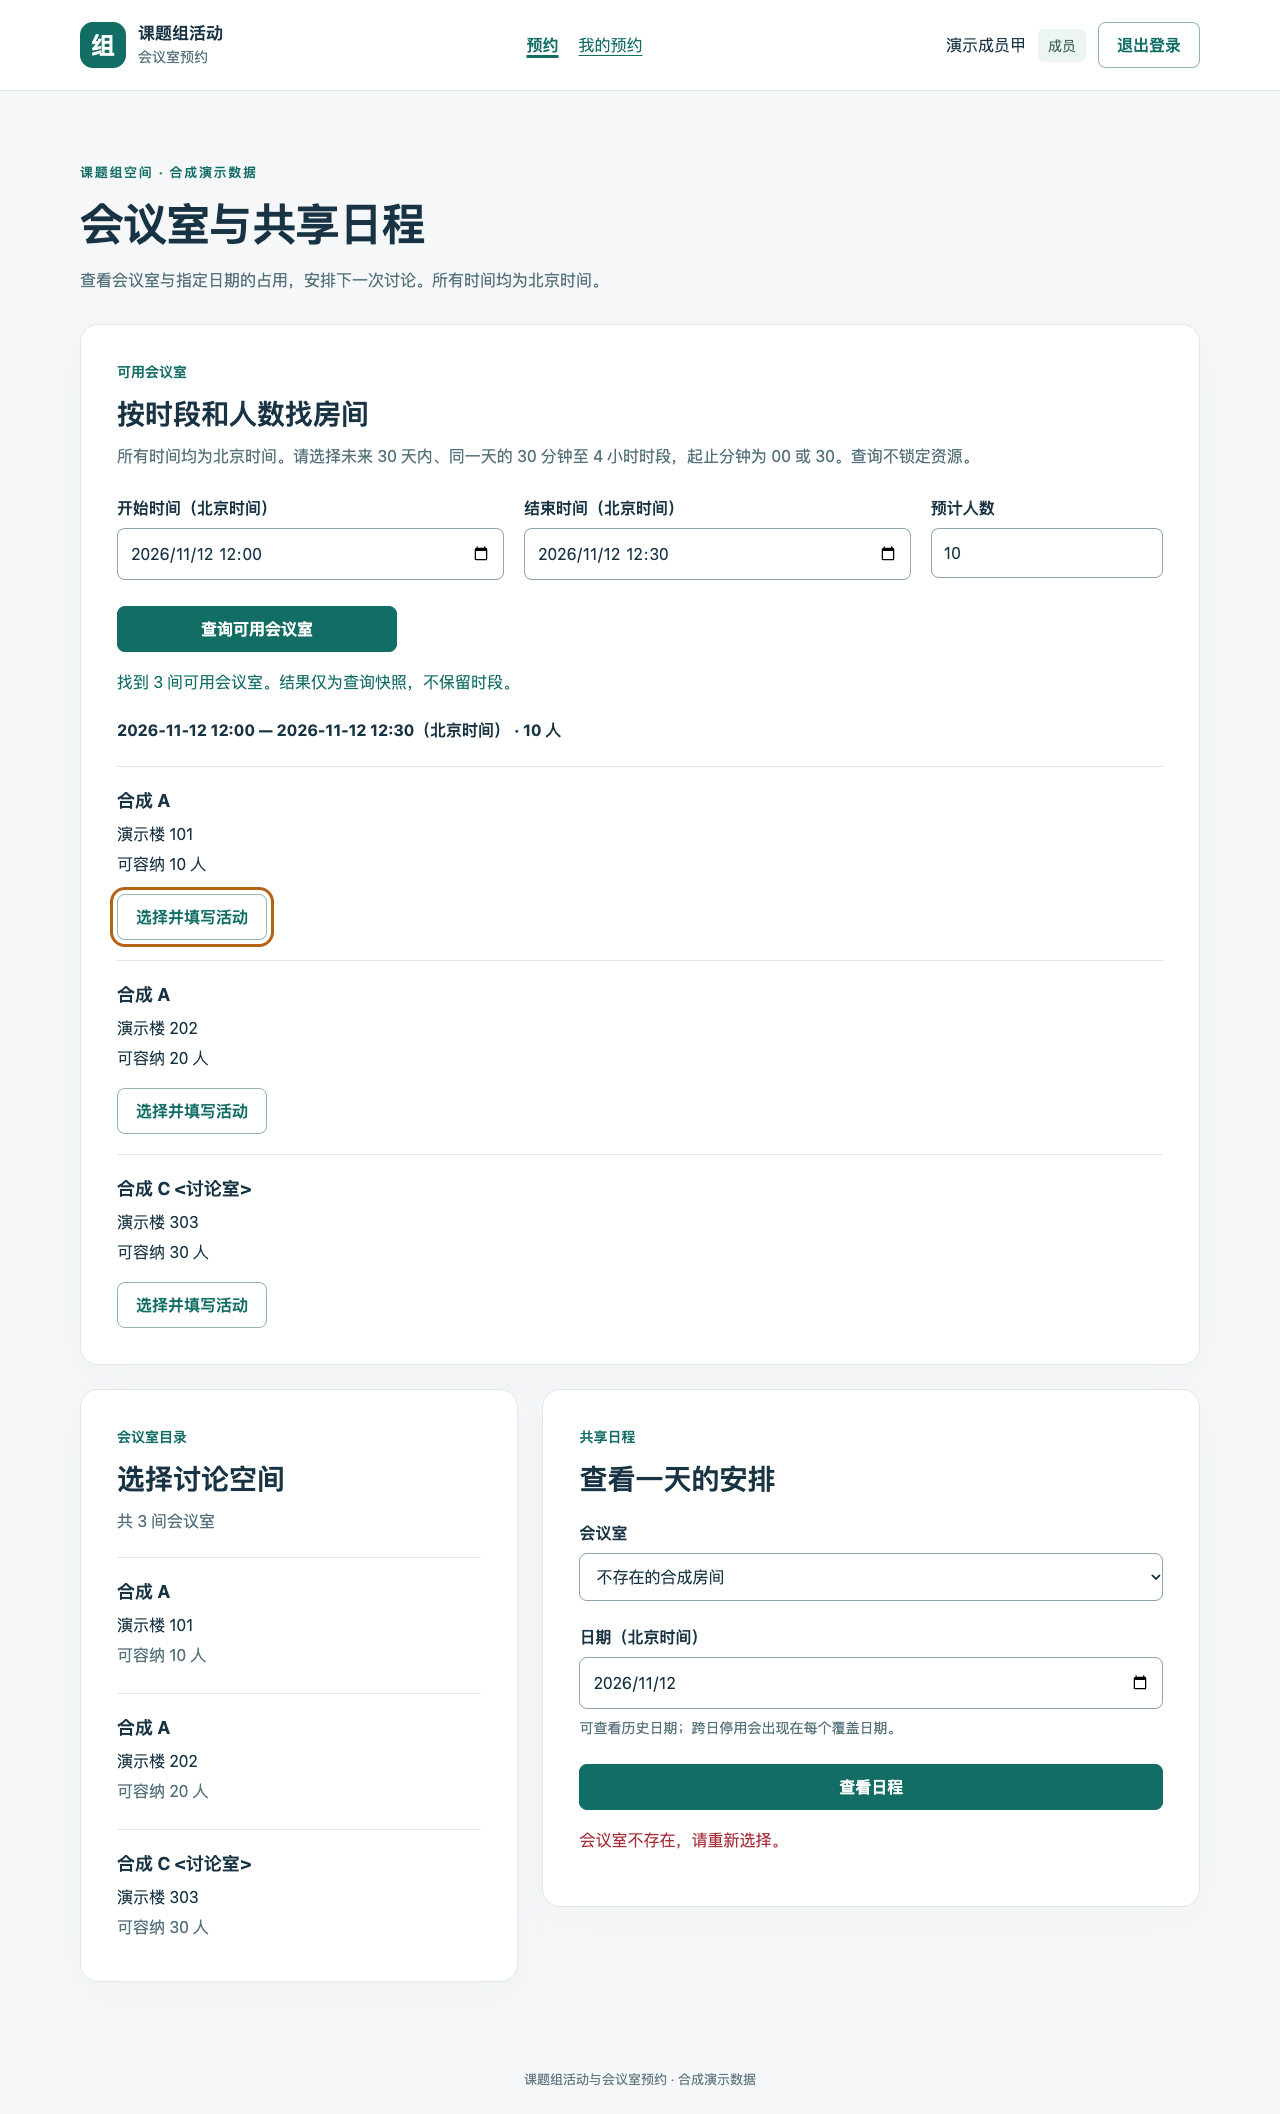 组
课题组活动
会议室预约
预约
我的预约
演示成员甲
成员
退出登录
课题组空间 · 合成演示数据
会议室与共享日程
查看会议室与指定日期的占用，安排下一次讨论。所有时间均为北京时间。
可用会议室
按时段和人数找房间
所有时间均为北京时间。请选择未来 30 天内、同一天的 30 分钟至 4 小时时段，起止分钟为 00 或 30。查询不锁定资源。
开始时间（北京时间）
结束时间（北京时间）
预计人数
2026/11/12 12:00
2026/11/12 12:30
10
查询可用会议室
找到 3 间可用会议室。结果仅为查询快照，不保留时段。
2026-11-12 12:00 — 2026-11-12 12:30（北京时间） · 10 人
合成 A
演示楼 101
可容纳 10 人
选择并填写活动
合成 A
演示楼 202
可容纳 20 人
选择并填写活动
合成 C <讨论室>
演示楼 303
可容纳 30 人
选择并填写活动
会议室目录
选择讨论空间
共 3 间会议室
合成 A
演示楼 101
可容纳 10 人
合成 A
演示楼 202
可容纳 20 人
合成 C <讨论室>
演示楼 303
可容纳 30 人
共享日程
查看一天的安排
会议室
不存在的合成房间
日期（北京时间）
2026/11/12
可查看历史日期；跨日停用会出现在每个覆盖日期。
查看日程
会议室不存在，请重新选择。
课题组活动与会议室预约 · 合成演示数据